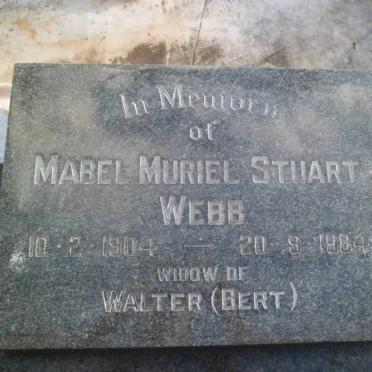 In Memory
of
MABEL MURIEL STUART
WEBB
10 - 2 - 1904 — 20 - 9 - 1984
WIDOW OF
WALTER (BERT)